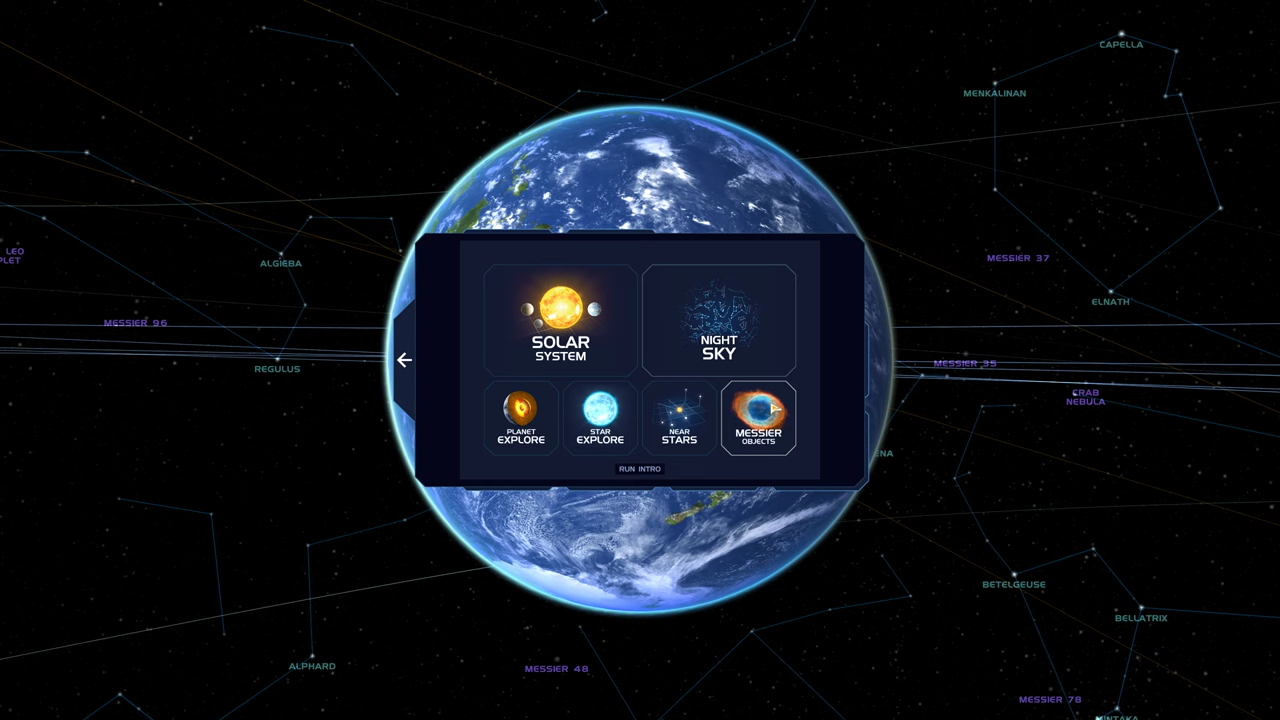 CAPELLA
MENKALINAN
LEO
PLET
ALGIEBA
MESSIER 37
ELNATH
MESSIER 96
REGULUS
MESSIER 35
CRAB
NEBULA
SOLAR
SYSTEM
NIGHT
SKY
PLANET
EXPLORE
STAR
EXPLORE
NEAR
STARS
MESSIER
OBJECTS
RUN INTRO
ENA
BETELGEUSE
BELLATRIX
ALPHARD
MESSIER 48
MESSIER 78
MINTAKA